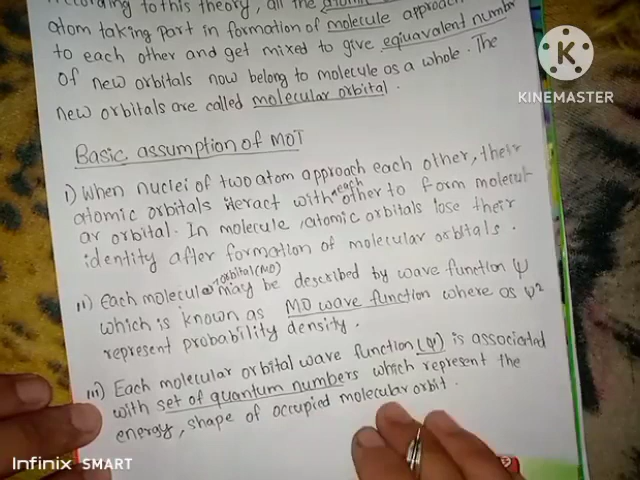 According to this theory, all the atomic
atom taking part in formation of molecule approach
to each other and get mixed to give equavalent number
of new orbitals now belong to molecule as a whole. The
new orbitals are called molecular orbital.
KINEMASTER
Basic assumption of MOT
i) When nuclei of two atom approach each other, their
atomic orbitals iteract with each other to form molecul
ar orbital. In molecule, atomic orbitals lose their
identity after formation of molecular orbitals.
ii) Each molecular orbital (MO) may be described by wave function ψ
which is known as MO wave function where as ψ²
represent probability density.
iii) Each molecular orbital wave function (ψ) is associated
with set of quantum numbers which represent the
energy, shape of occupied molecular orbit.
Infinix SMART